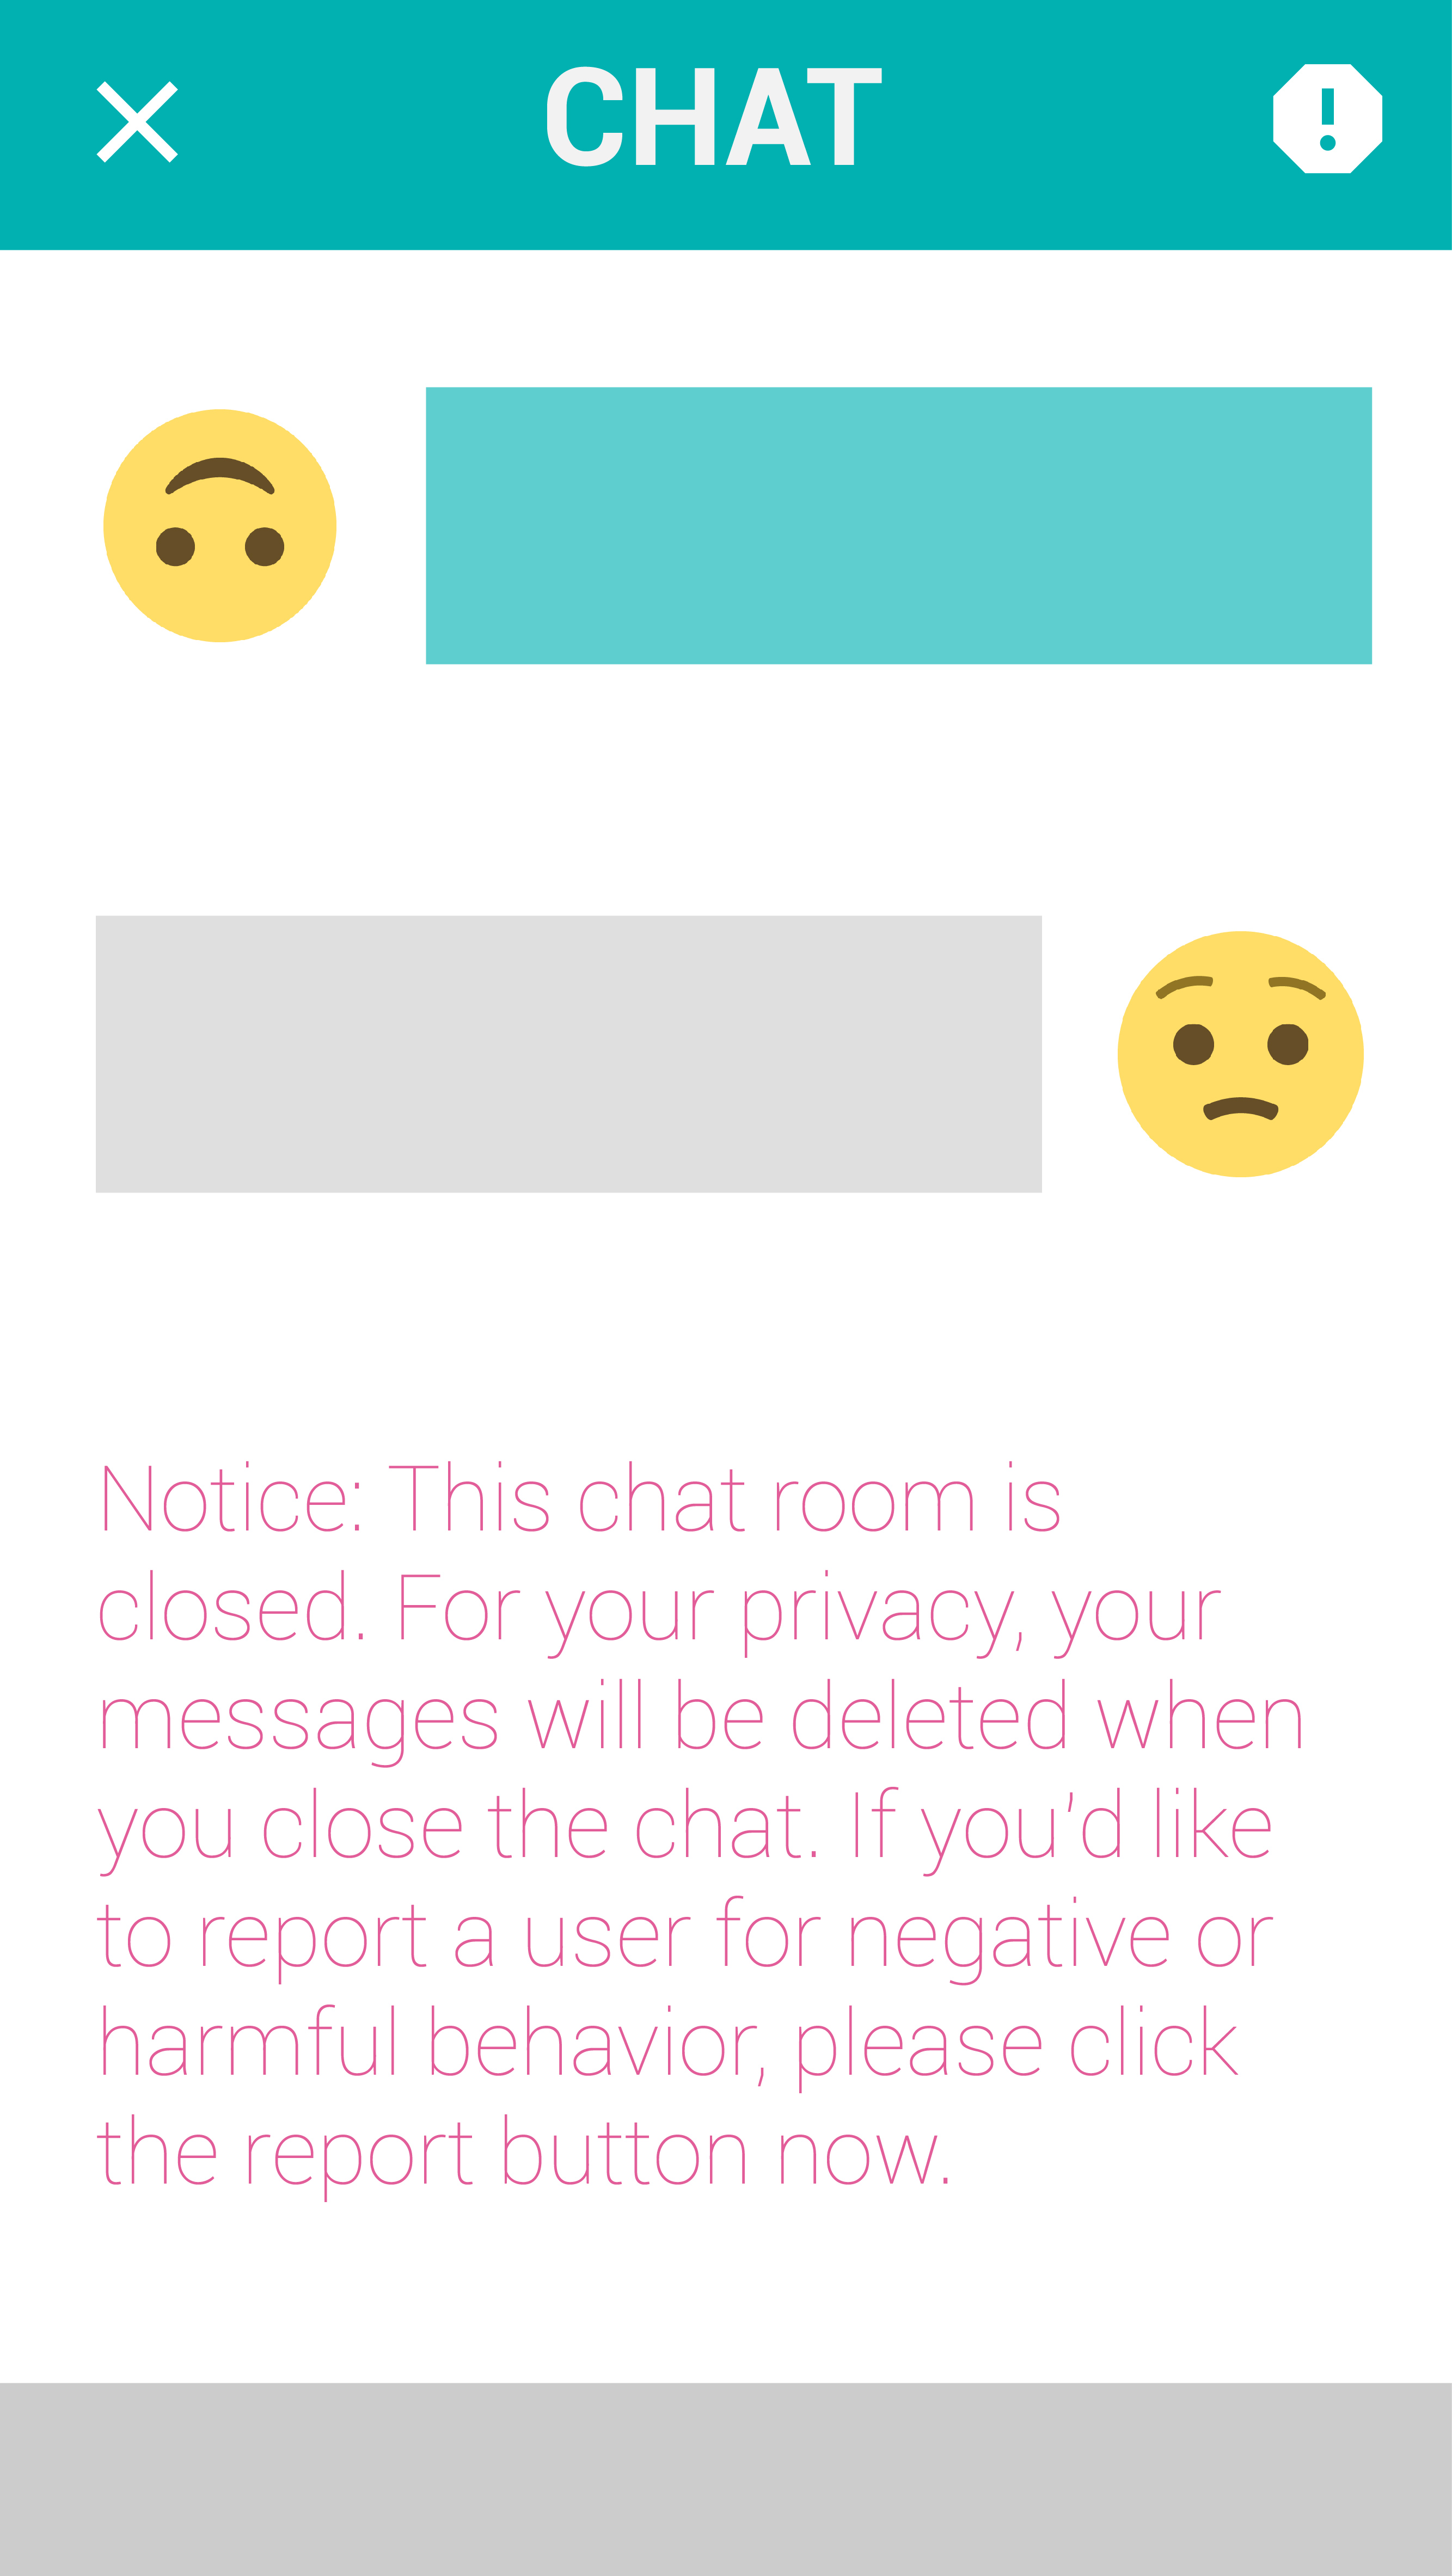 CHAT
Notice: This chat room is
closed. For your privacy, your
messages will be deleted when
you close the chat. If you’d like
to report a user for negative or
harmful behavior, please click
the report button now.